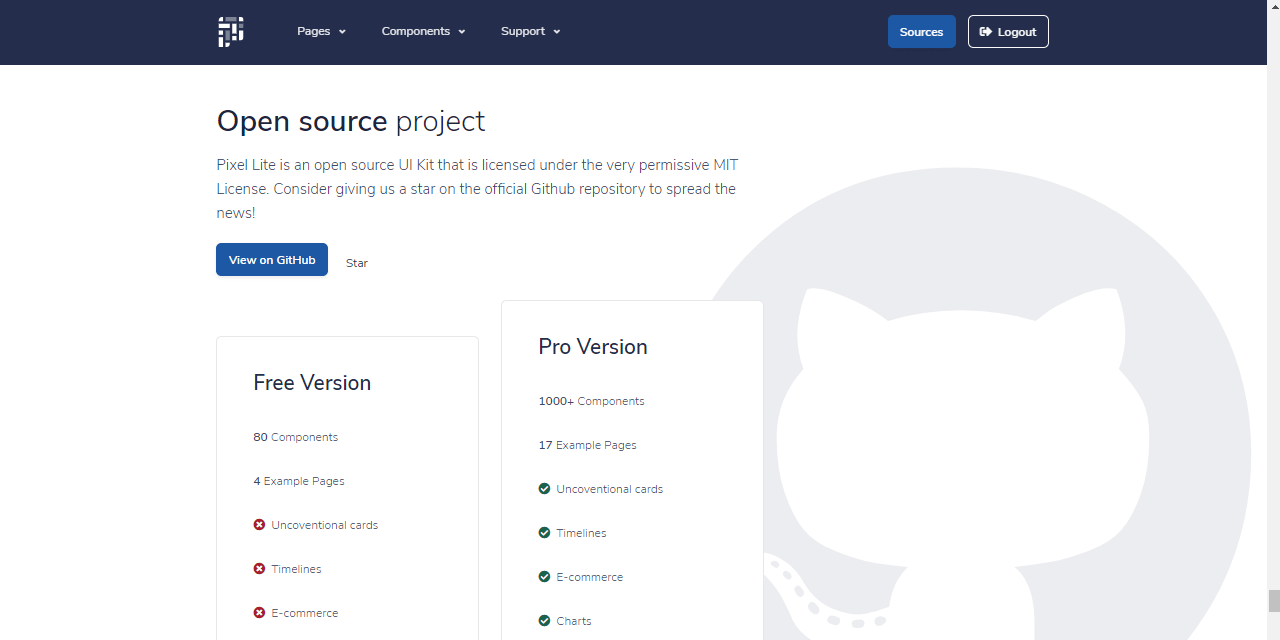 Pages
Components
Support
Sources
Logout
Open source project
Pixel Lite is an open source UI Kit that is licensed under the very permissive MIT
License. Consider giving us a star on the official Github repository to spread the
news!
View on GitHub
Star
Free Version
80 Components
4 Example Pages
Uncoventional cards
Timelines
E-commerce
Pro Version
1000+ Components
17 Example Pages
Uncoventional cards
Timelines
E-commerce
Charts